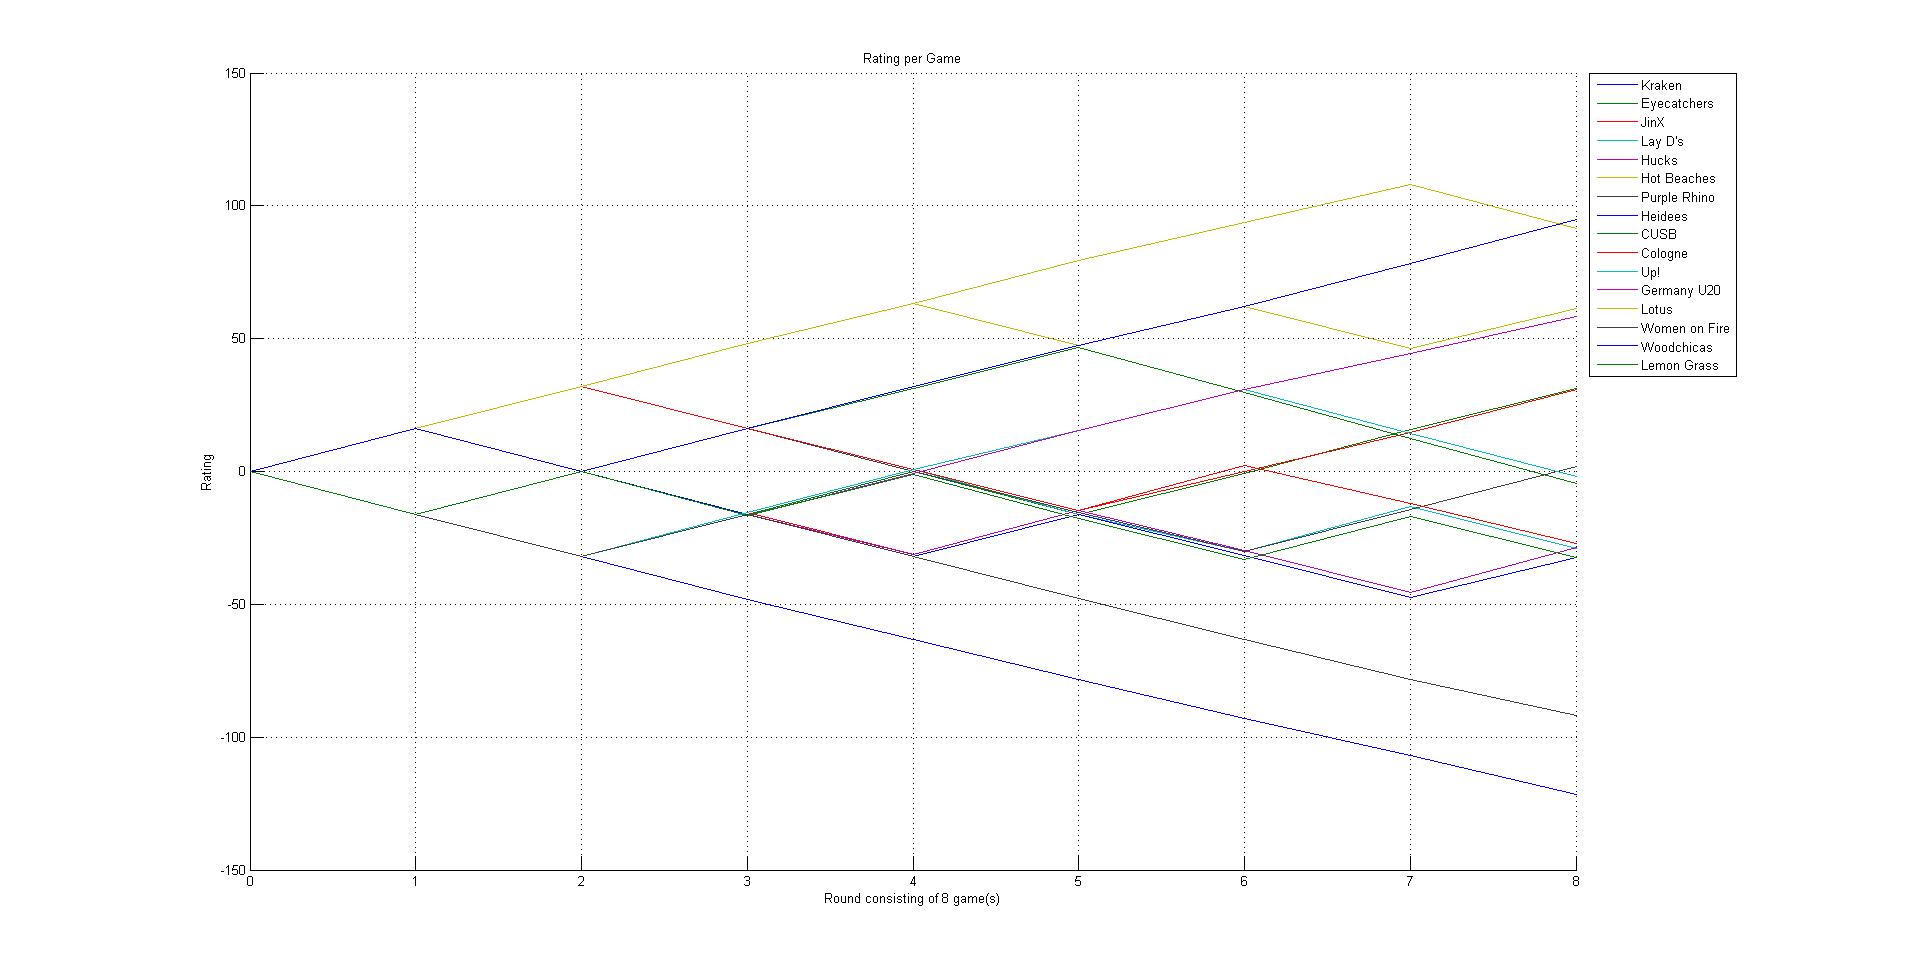 Rating per Game
150
100
50
0
-50
-100
-150
Rating
0 1 2 3 4 5 6 7 8
Round consisting of 8 game(s)
Kraken
Eyecatchers
JinX
Lay D's
Hucks
Hot Beaches
Purple Rhino
Heidees
CUSB
Cologne
Up!
Germany U20
Lotus
Women on Fire
Woodchicas
Lemon Grass